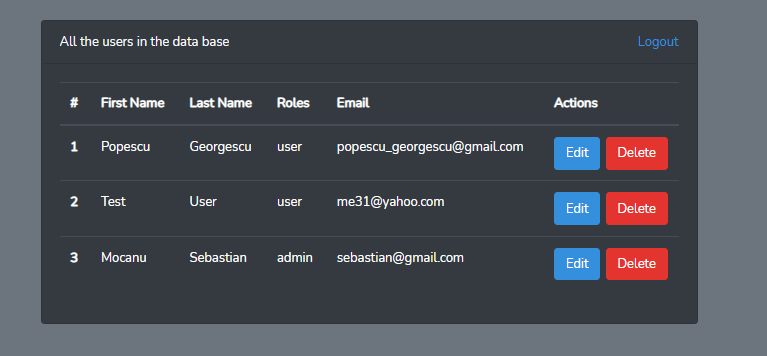 All the users in the data base Logout
# First Name Last Name Roles Email Actions
1 Popescu Georgescu user popescu_georgescu@gmail.com Edit Delete
2 Test User user me31@yahoo.com Edit Delete
3 Mocanu Sebastian admin sebastian@gmail.com Edit Delete